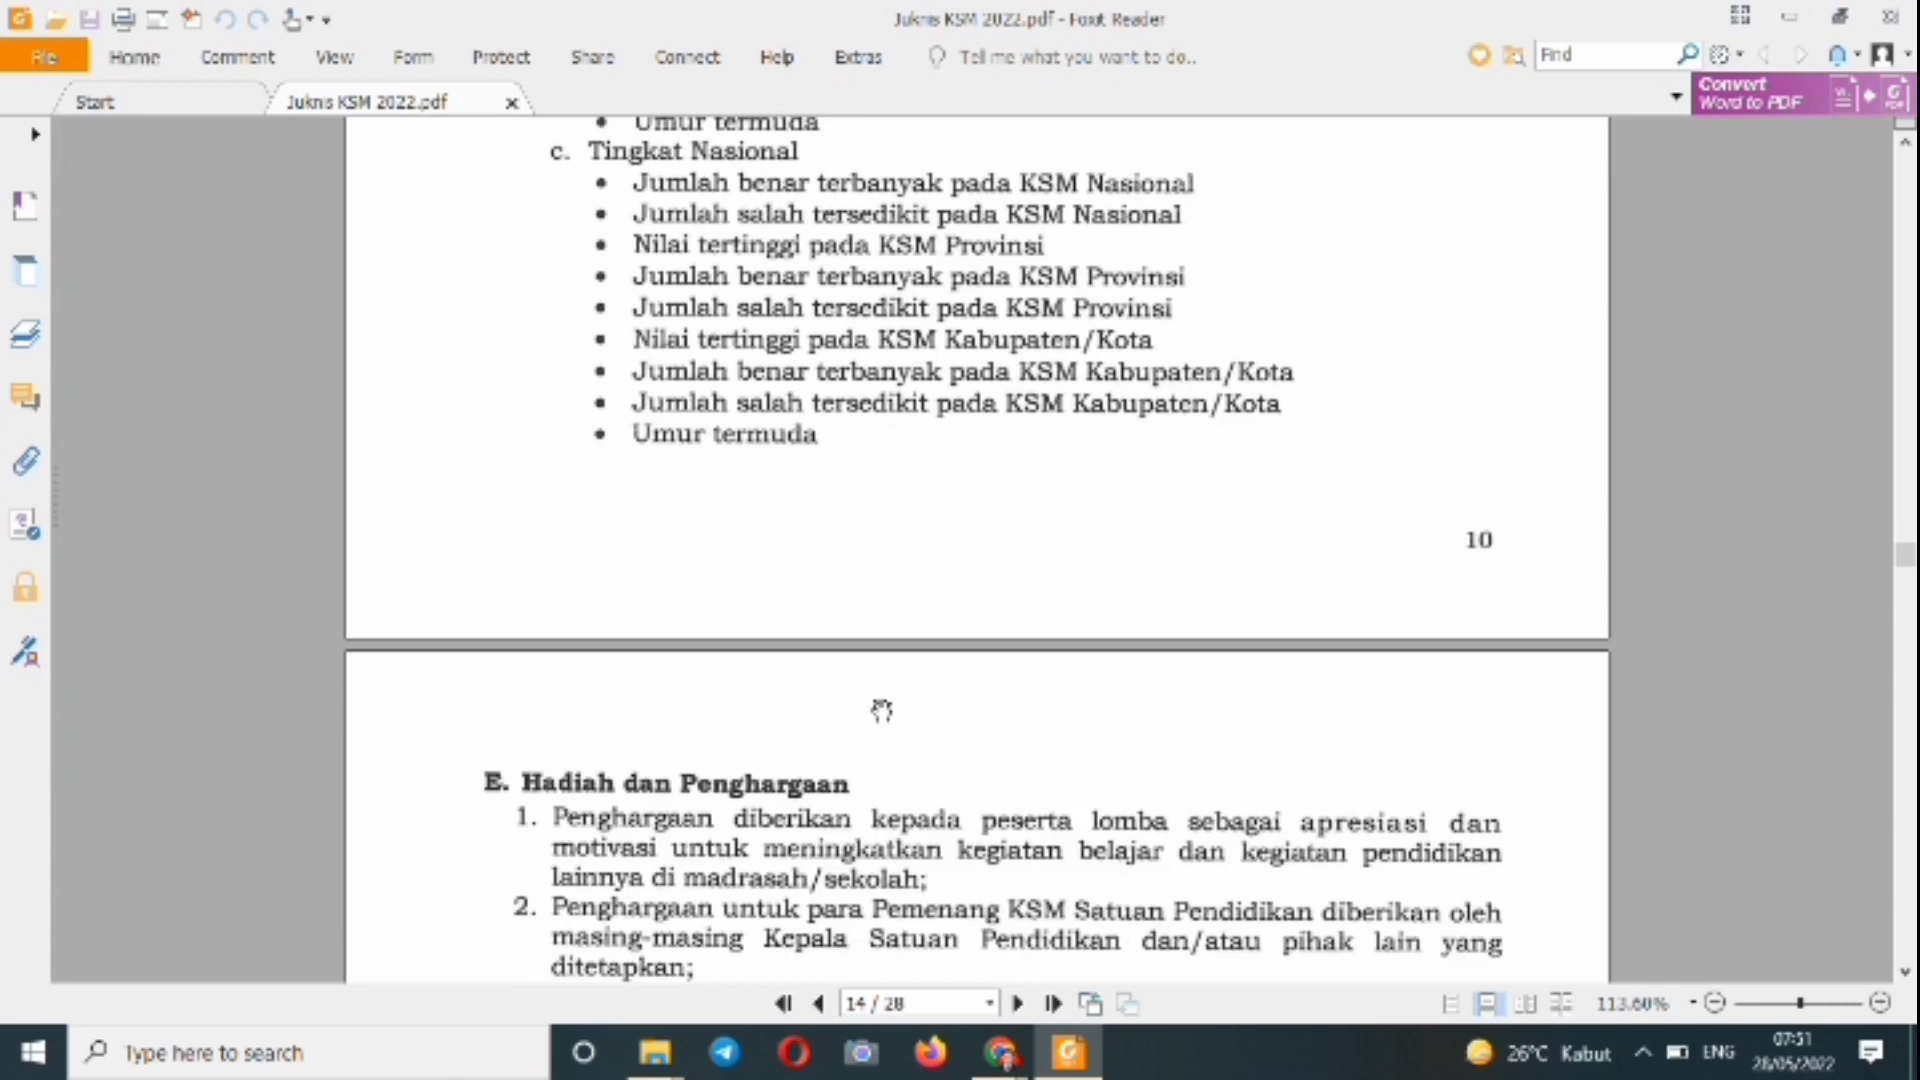 Juknis KSM 2022.pdf - Foxit Reader
File Home Comment View Form Protect Share Connect Help Extras Tell me what you want to do.. Find
Start Juknis KSM 2022.pdf Convert
Word to PDF
• Umur termuda
c. Tingkat Nasional
• Jumlah benar terbanyak pada KSM Nasional
• Jumlah salah tersedikit pada KSM Nasional
• Nilai tertinggi pada KSM Provinsi
• Jumlah benar terbanyak pada KSM Provinsi
• Jumlah salah tersedikit pada KSM Provinsi
• Nilai tertinggi pada KSM Kabupaten/Kota
• Jumlah benar terbanyak pada KSM Kabupaten/Kota
• Jumlah salah tersedikit pada KSM Kabupaten/Kota
• Umur termuda
10
E. Hadiah dan Penghargaan
1. Penghargaan diberikan kepada peserta lomba sebagai apresiasi dan
motivasi untuk meningkatkan kegiatan belajar dan kegiatan pendidikan
lainnya di madrasah/sekolah;
2. Penghargaan untuk para Pemenang KSM Satuan Pendidikan diberikan oleh
masing-masing Kepala Satuan Pendidikan dan/atau pihak lain yang
ditetapkan;
14 / 28 113.60%
Type here to search 26°C Kabut ENG 07:51
28/05/2022